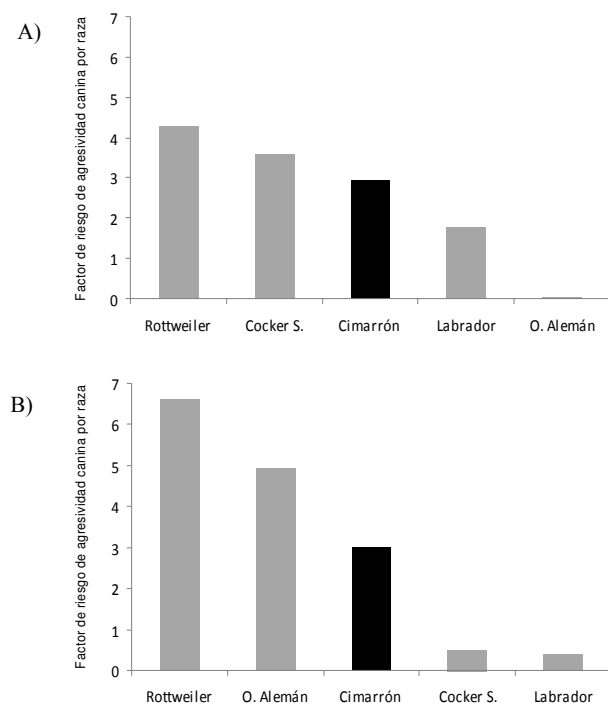 A)
Factor de riesgo de agresividad canina por raza
7
6
5
4
3
2
1
0
Rottweiler Cocker S. Cimarrón Labrador O. Alemán
B)
Factor de riesgo de agresividad canina por raza
7
6
5
4
3
2
1
0
Rottweiler O. Alemán Cimarrón Cocker S. Labrador